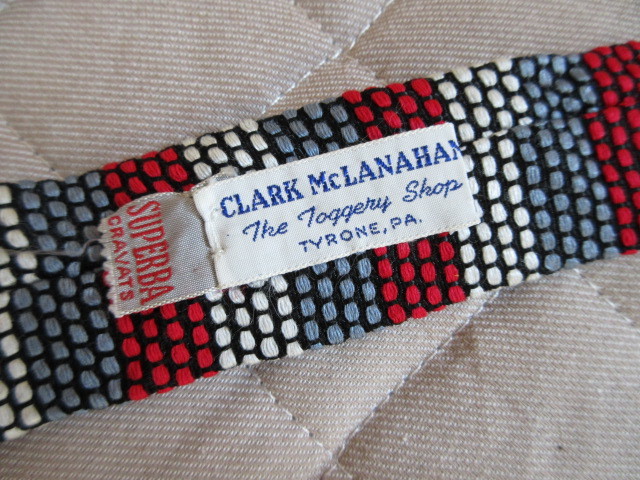 SUPERBA
CRAVATS
CLARK McLANAHAN
The Toggery Shop
TYRONE, PA.